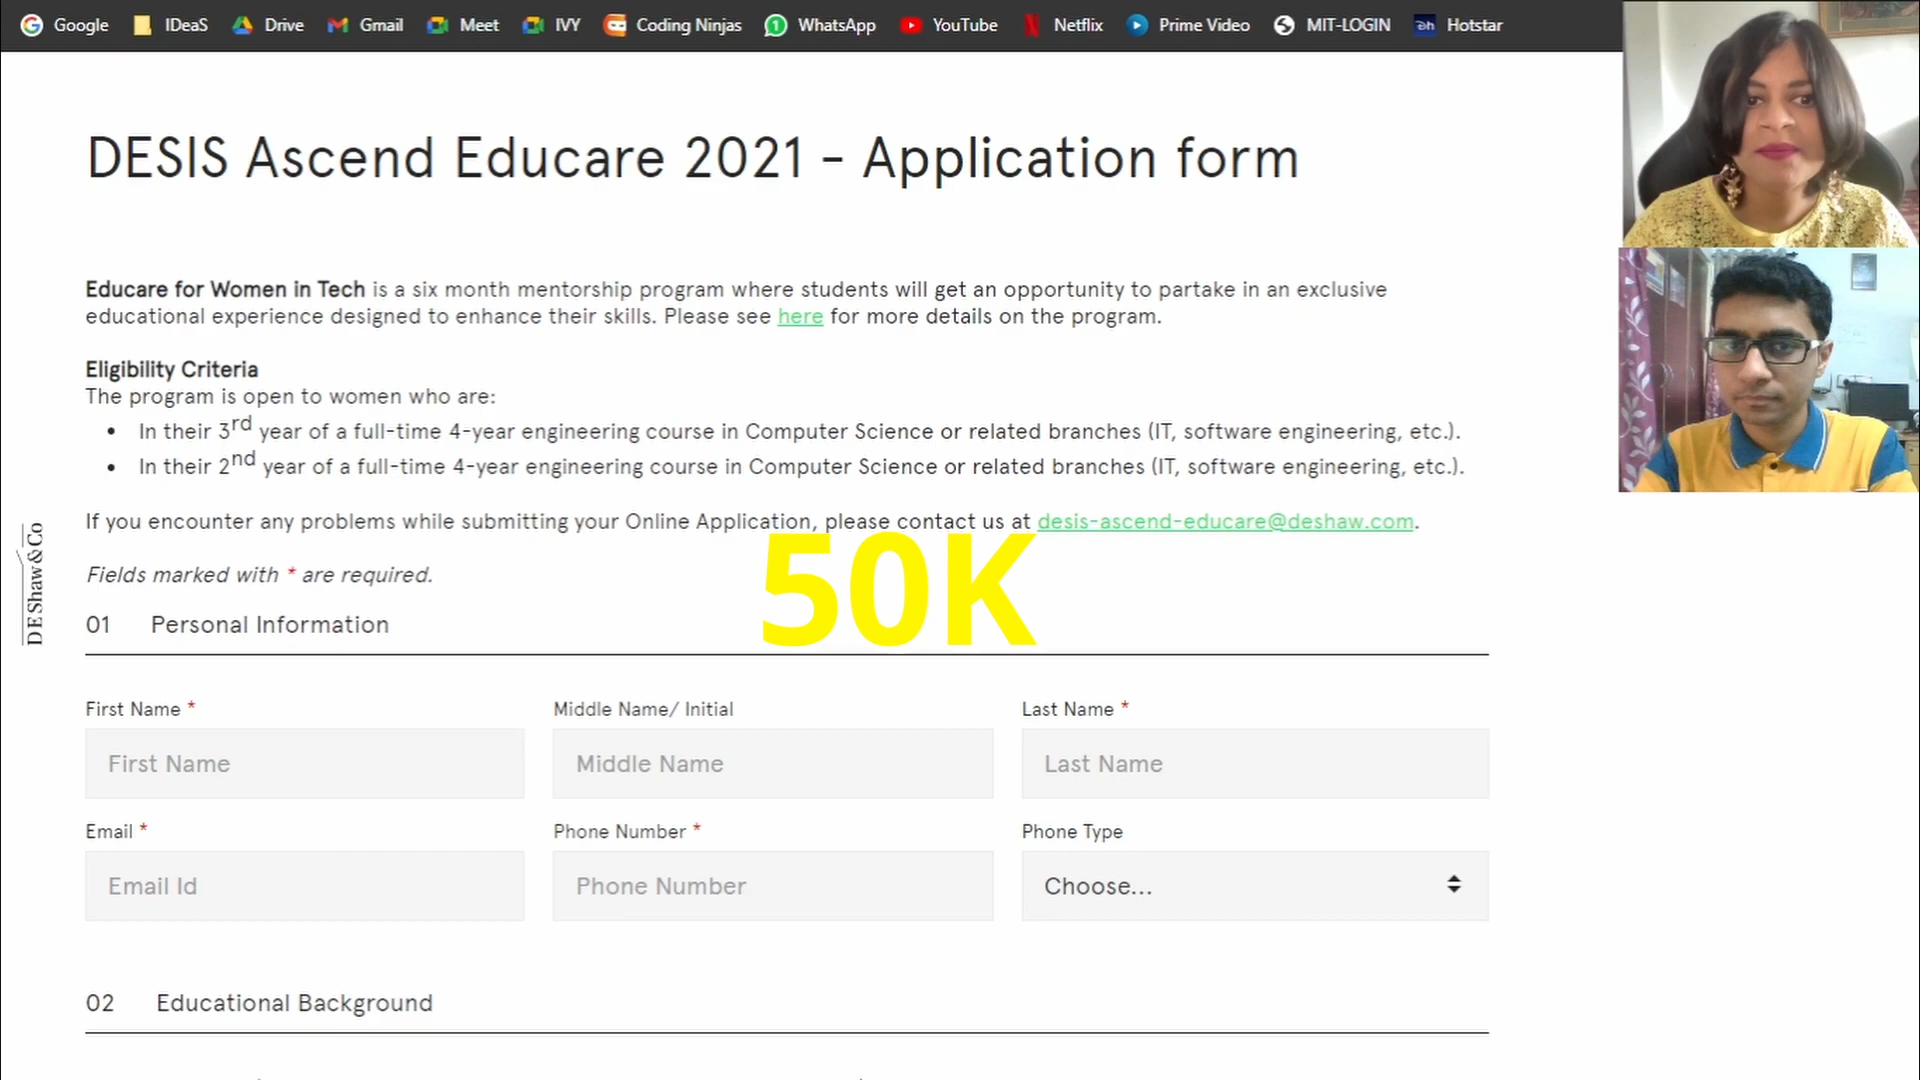 Google IDeaS Drive Gmail Meet IVY Coding Ninjas WhatsApp YouTube Netflix Prime Video MIT-LOGIN Hotstar
DESIS Ascend Educare 2021 – Application form
Educare for Women in Tech is a six month mentorship program where students will get an opportunity to partake in an exclusive
educational experience designed to enhance their skills. Please see here for more details on the program.
Eligibility Criteria
The program is open to women who are:
• In their 3rd year of a full-time 4-year engineering course in Computer Science or related branches (IT, software engineering, etc.).
• In their 2nd year of a full-time 4-year engineering course in Computer Science or related branches (IT, software engineering, etc.).
If you encounter any problems while submitting your Online Application, please contact us at desis-ascend-educare@deshaw.com.
DE Shaw & Co
50K
Fields marked with * are required.
01 Personal Information
First Name * Middle Name/ Initial Last Name *
First Name Middle Name Last Name
Email * Phone Number * Phone Type
Email Id Phone Number Choose...
02 Educational Background